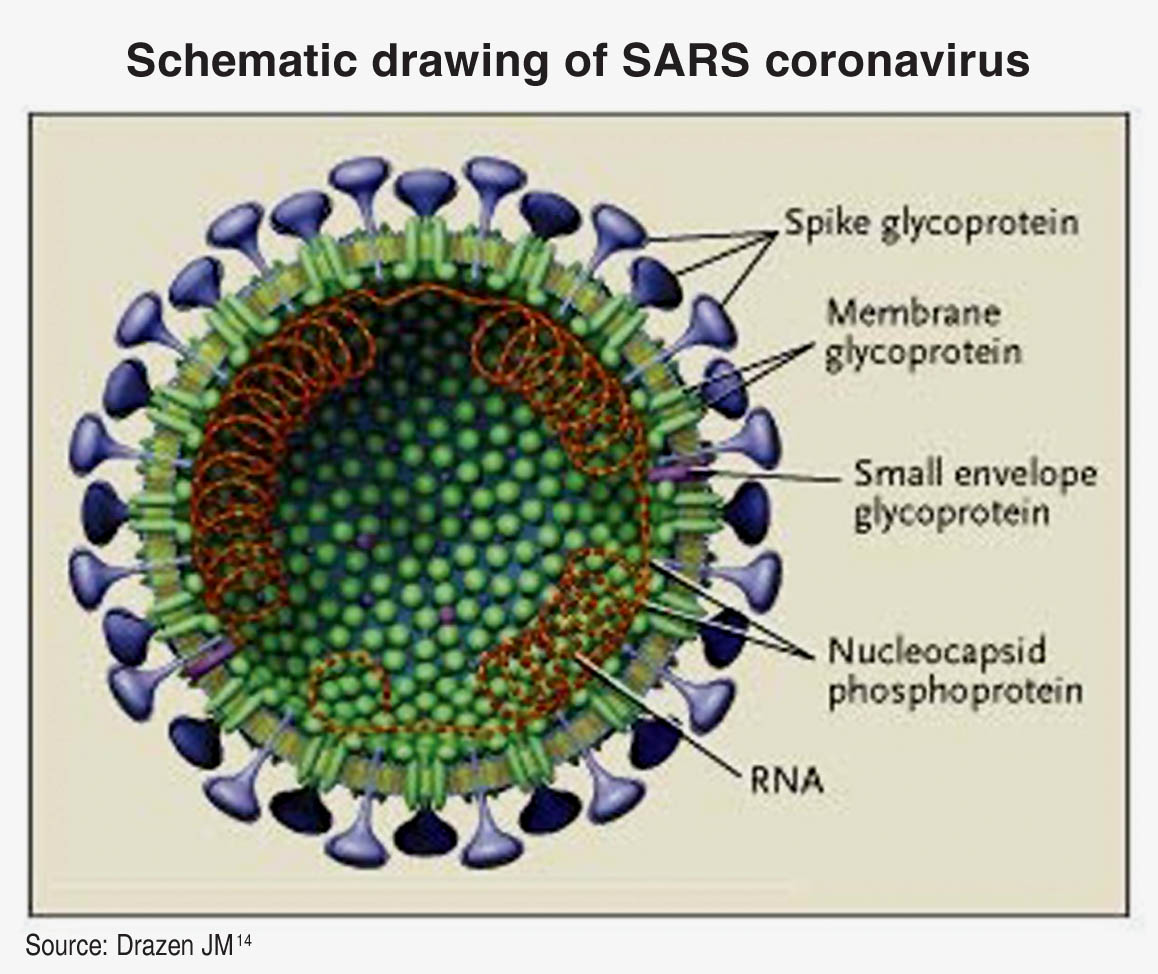 Schematic drawing of SARS coronavirus
Spike glycoprotein
Membrane
glycoprotein
Small envelope
glycoprotein
Nucleocapsid
phosphoprotein
RNA
Source: Drazen JM¹⁴